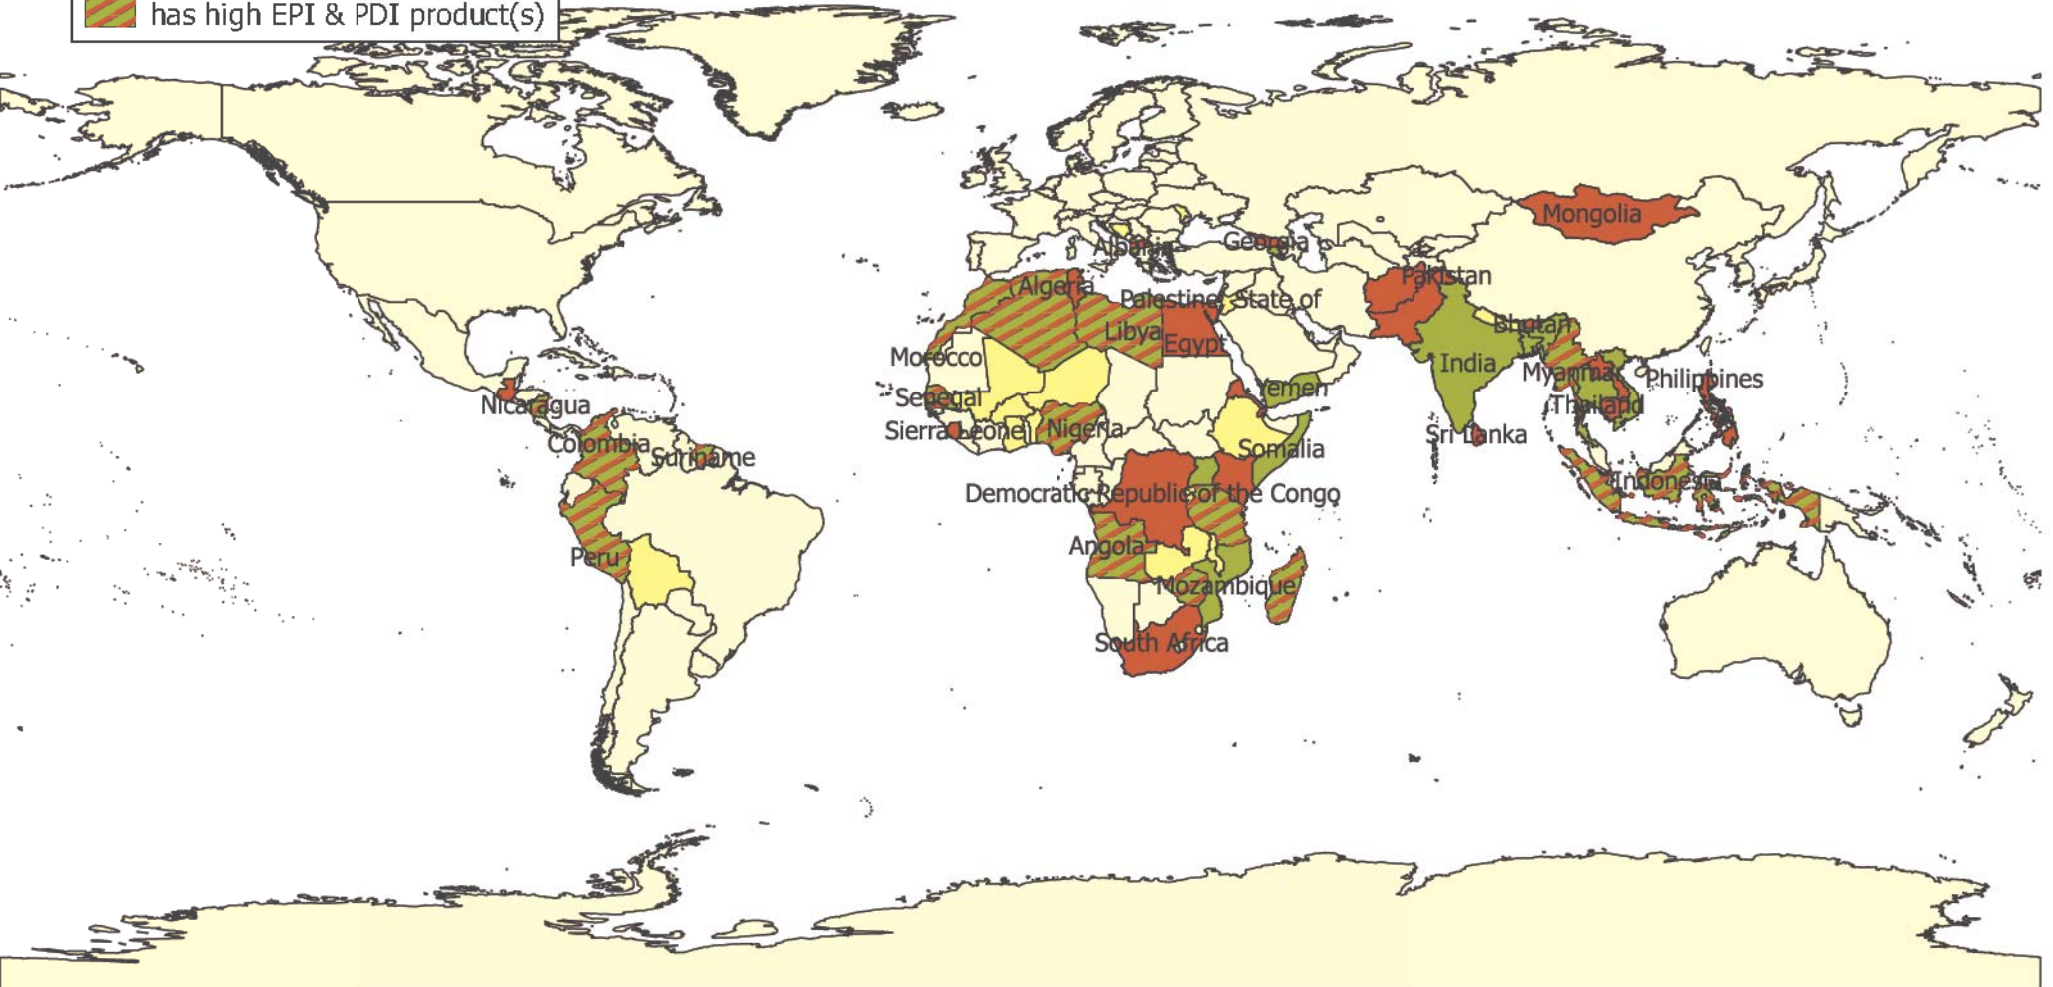 has high EPI & PDI product(s)
Mongolia
Albania
Georgia
Pakistan
Algeria
Palestine, State of
Libya
Egypt
Bhutan
Morocco
India
Myanmar
Philippines
Yemen
Senegal
Nicaragua
Thailand
Sierra Leone
Nigeria
Sri Lanka
Colombia
Somalia
Suriname
Indonesia
Democratic Republic of the Congo
Angola
Peru
Mozambique
South Africa